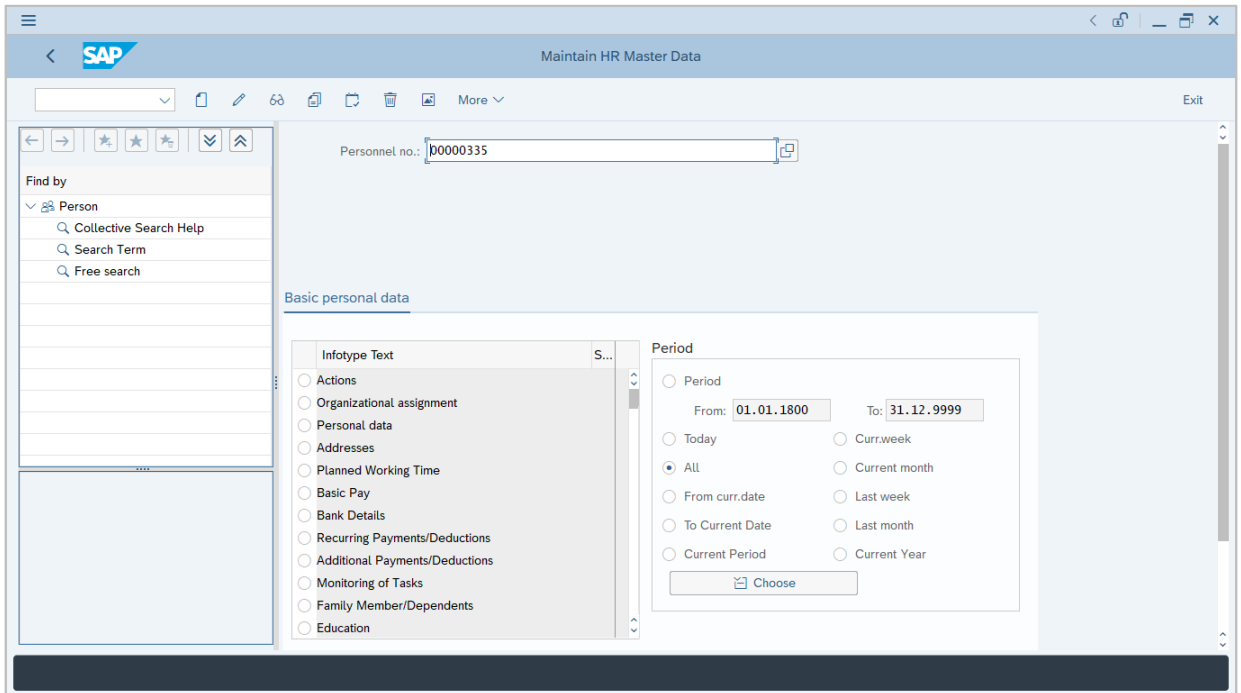 SAP
Maintain HR Master Data
More
Exit
Personnel no.: 00000335
Find by
Person
Collective Search Help
Search Term
Free search
Basic personal data
Infotype Text S...
Actions
Organizational assignment
Personal data
Addresses
Planned Working Time
Basic Pay
Bank Details
Recurring Payments/Deductions
Additional Payments/Deductions
Monitoring of Tasks
Family Member/Dependents
Education
Period
Period
From: 01.01.1800 To: 31.12.9999
Today Curr.week
All Current month
From curr.date Last week
To Current Date Last month
Current Period Current Year
Choose